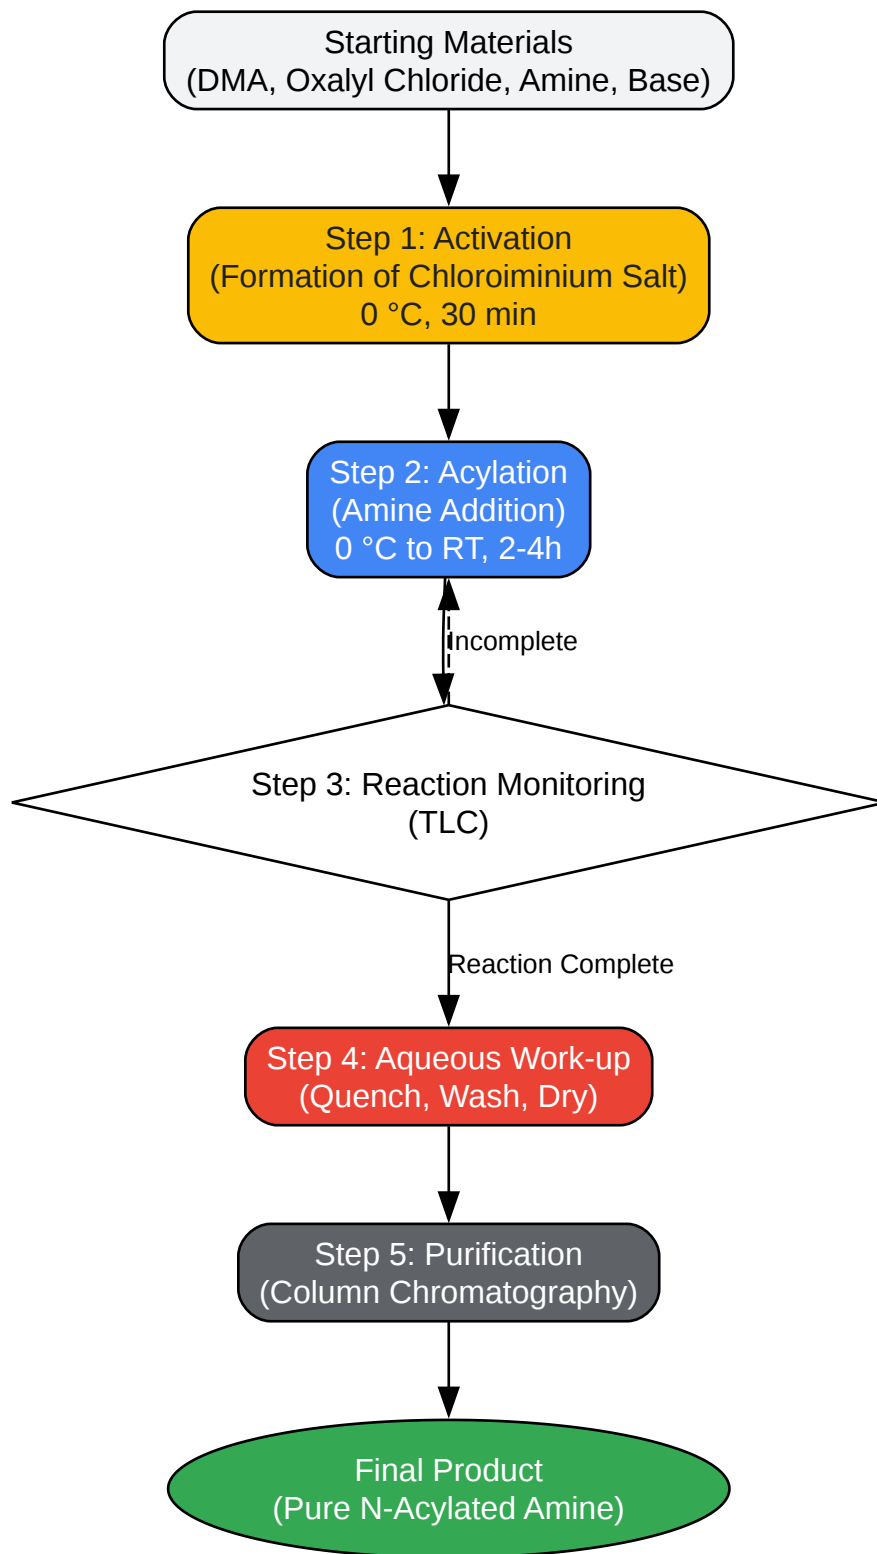 Starting Materials
(DMA, Oxalyl Chloride, Amine, Base)
Step 1: Activation
(Formation of Chloroiminium Salt)
0 °C, 30 min
Step 2: Acylation
(Amine Addition)
0 °C to RT, 2-4h
Incomplete
Step 3: Reaction Monitoring
(TLC)
Reaction Complete
Step 4: Aqueous Work-up
(Quench, Wash, Dry)
Step 5: Purification
(Column Chromatography)
Final Product
(Pure N-Acylated Amine)